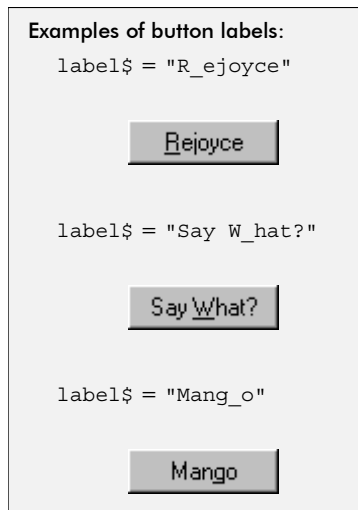 Examples of button labels:
label$ = "R_ejoyce"
Rejoyce
label$ = "Say W_hat?"
Say What?
label$ = "Mang_o"
Mango